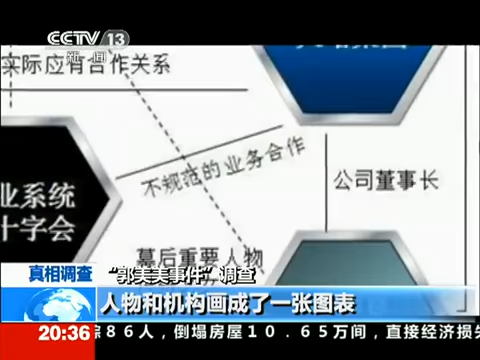 CCTV 13
新闻
实际应有合作关系
不规范的业务合作
公司董事长
业系统
十字会
幕后重要人物
真相调查
“郭美美事件”调查
人物和机构画成了一张图表
20:36
综86人，倒塌房屋10.65万间，直接经济损失